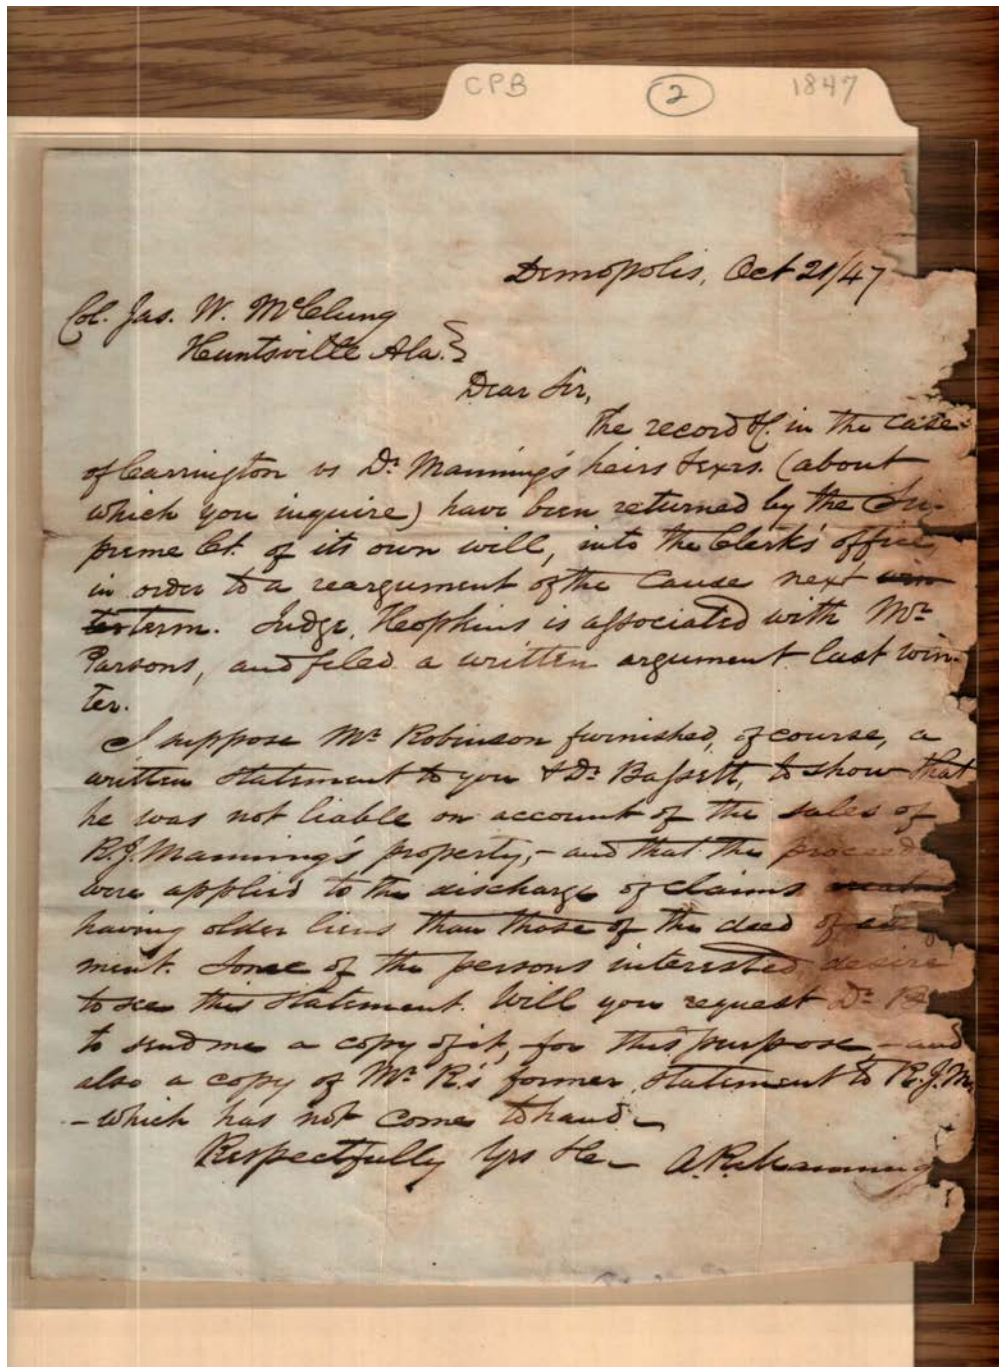 CPB 2 1847
Demopolis, Oct 21/47
Col. Jas. W. McClung
Huntsville Ala.}
Dear Sir,
The record &c. in the case
of Carrington vs Dr. Manning's heirs & exrs. (about
which you inquire) have been returned by the Su-
preme Ct. of its own will, into the Clerk's office
in order to a reargument of the cause next win
ter term. Judge Hopkins is associated with Mr.
Parsons, and filed a written argument last win-
ter.
I suppose Mr. Robinson furnished, of course, a
written statement to you & Dr. Bassett, to show that
he was not liable on account of the sales of
R.J. Manning's property, - and that the proceeds
were applied to the discharge of claims
having older liens than those of the deed of
ment. Some of the persons interested, desire
to see this statement. Will you request Dr. B
to send me a copy of it, for this purpose - and
also a copy of Mr. R's former statement to R.J.M.
- which has not come to hand -
Respectfully Yrs &c - A.R. Manning